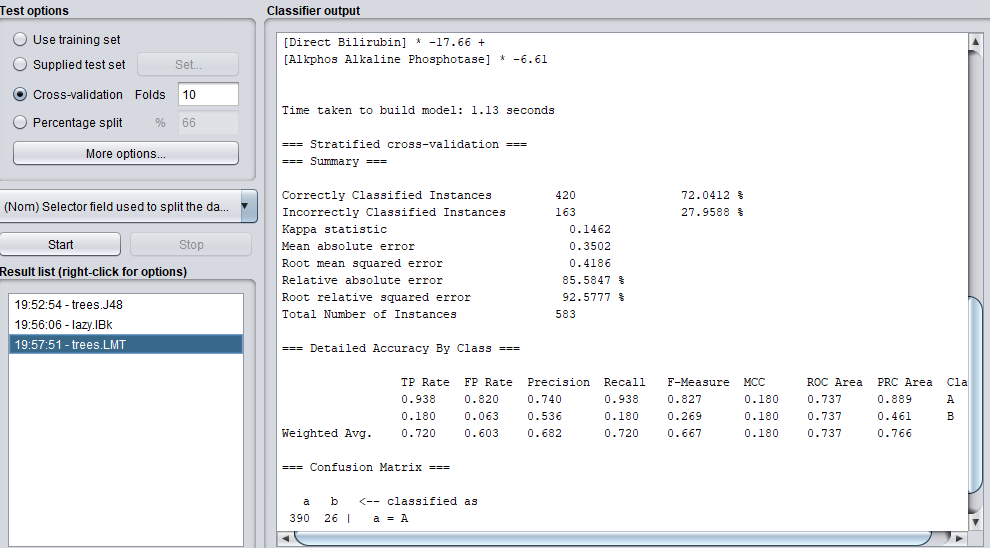 Test options
Use training set
Supplied test set Set...
Cross-validation Folds 10
Percentage split % 66
More options...
(Nom) Selector field used to split the da...
Start Stop
Result list (right-click for options)
19:52:54 - trees.J48
19:56:06 - lazy.IBk
19:57:51 - trees.LMT
Classifier output
[Direct Bilirubin] * -17.66 +
[Alkphos Alkaline Phosphotase] * -6.61
Time taken to build model: 1.13 seconds
=== Stratified cross-validation ===
=== Summary ===
Correctly Classified Instances 420 72.0412 %
Incorrectly Classified Instances 163 27.9588 %
Kappa statistic 0.1462
Mean absolute error 0.3502
Root mean squared error 0.4186
Relative absolute error 85.5847 %
Root relative squared error 92.5777 %
Total Number of Instances 583
=== Detailed Accuracy By Class ===
TP Rate FP Rate Precision Recall F-Measure MCC ROC Area PRC Area Cla
0.938 0.820 0.740 0.938 0.827 0.180 0.737 0.889 A
0.180 0.063 0.536 0.180 0.269 0.180 0.737 0.461 B
Weighted Avg. 0.720 0.603 0.682 0.720 0.667 0.180 0.737 0.766
=== Confusion Matrix ===
a b <-- classified as
390 26 | a = A